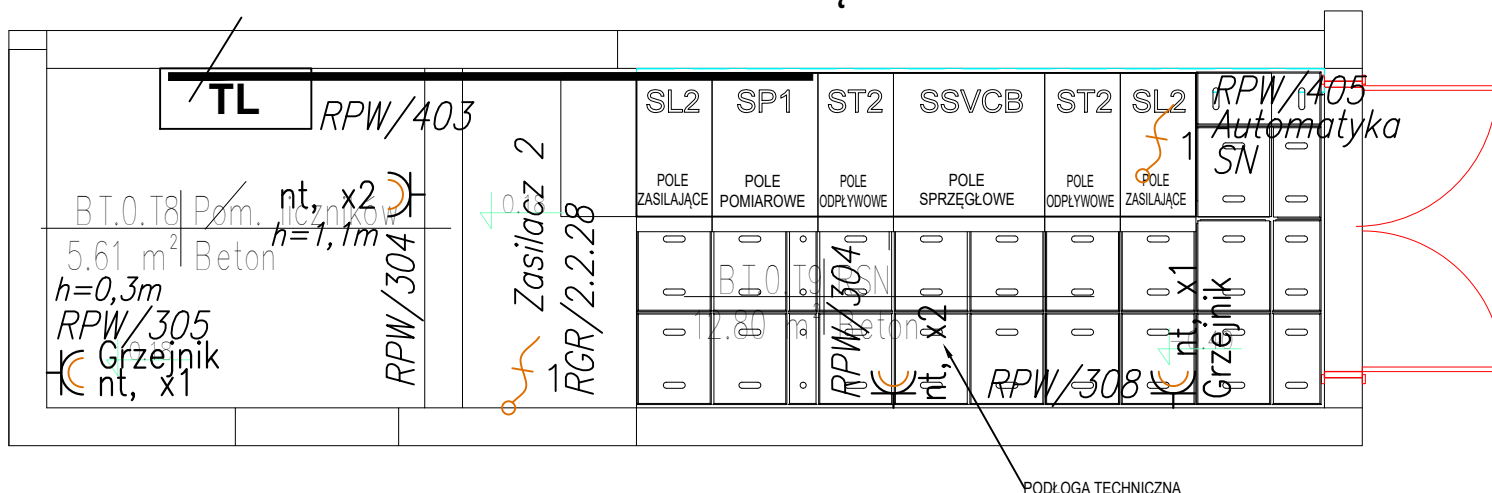 TL
RPW/403
nt, x2
h=1,1m
BT.0.T8 Pom. liczników
5.61 m² Beton
h=0,3m
RPW/305
Grzejnik
nt, x1
RPW/304
Zasilacz 2
RGR/2.2.28
1
SL2
SP1
ST2
SSVCB
ST2
SL2
POLE
ZASILAJĄCE
POLE
POMIAROWE
POLE
ODPŁYWOWE
POLE
SPRZĘGŁOWE
POLE
ODPŁYWOWE
POLE
ZASILAJĄCE
1
RPW/405
Automatyka
SN
BT.0.T9 RSN
12.80 m² Beton
RPW/304
nt, x2
RPW/308
nt, x1
Grzejnik
PODŁOGA TECHNICZNA